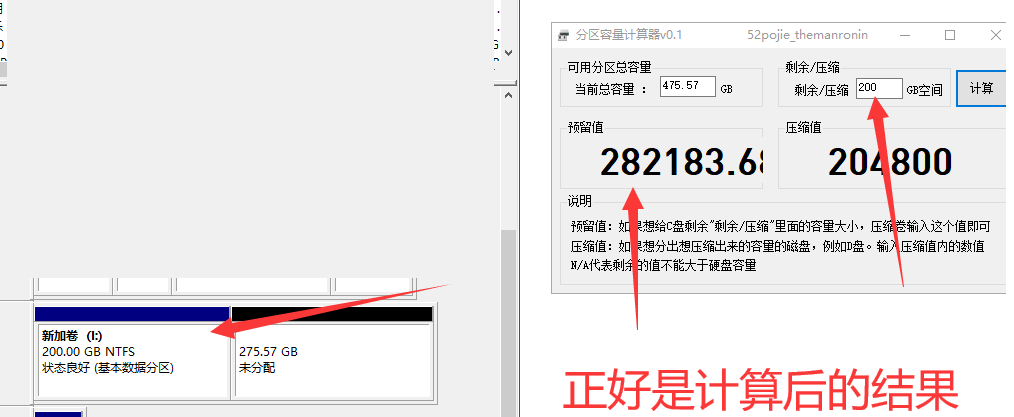 分区容量计算器v0.1 52pojie_themanronin
可用分区总容量
当前总容量 : 475.57 GB
剩余/压缩
剩余/压缩 200 GB空间
计算
预留值
282183.68
压缩值
204800
说明
预留值: 如果想给C盘剩余"剩余/压缩"里面的容量大小, 压缩卷输入这个值即可
压缩值: 如果想分出想压缩出来的容量的磁盘, 例如D盘。输入压缩值内的数值
N/A代表剩余的值不能大于硬盘容量
新加卷 (I:)
200.00 GB NTFS
状态良好 (基本数据分区)
275.57 GB
未分配
正好是计算后的结果